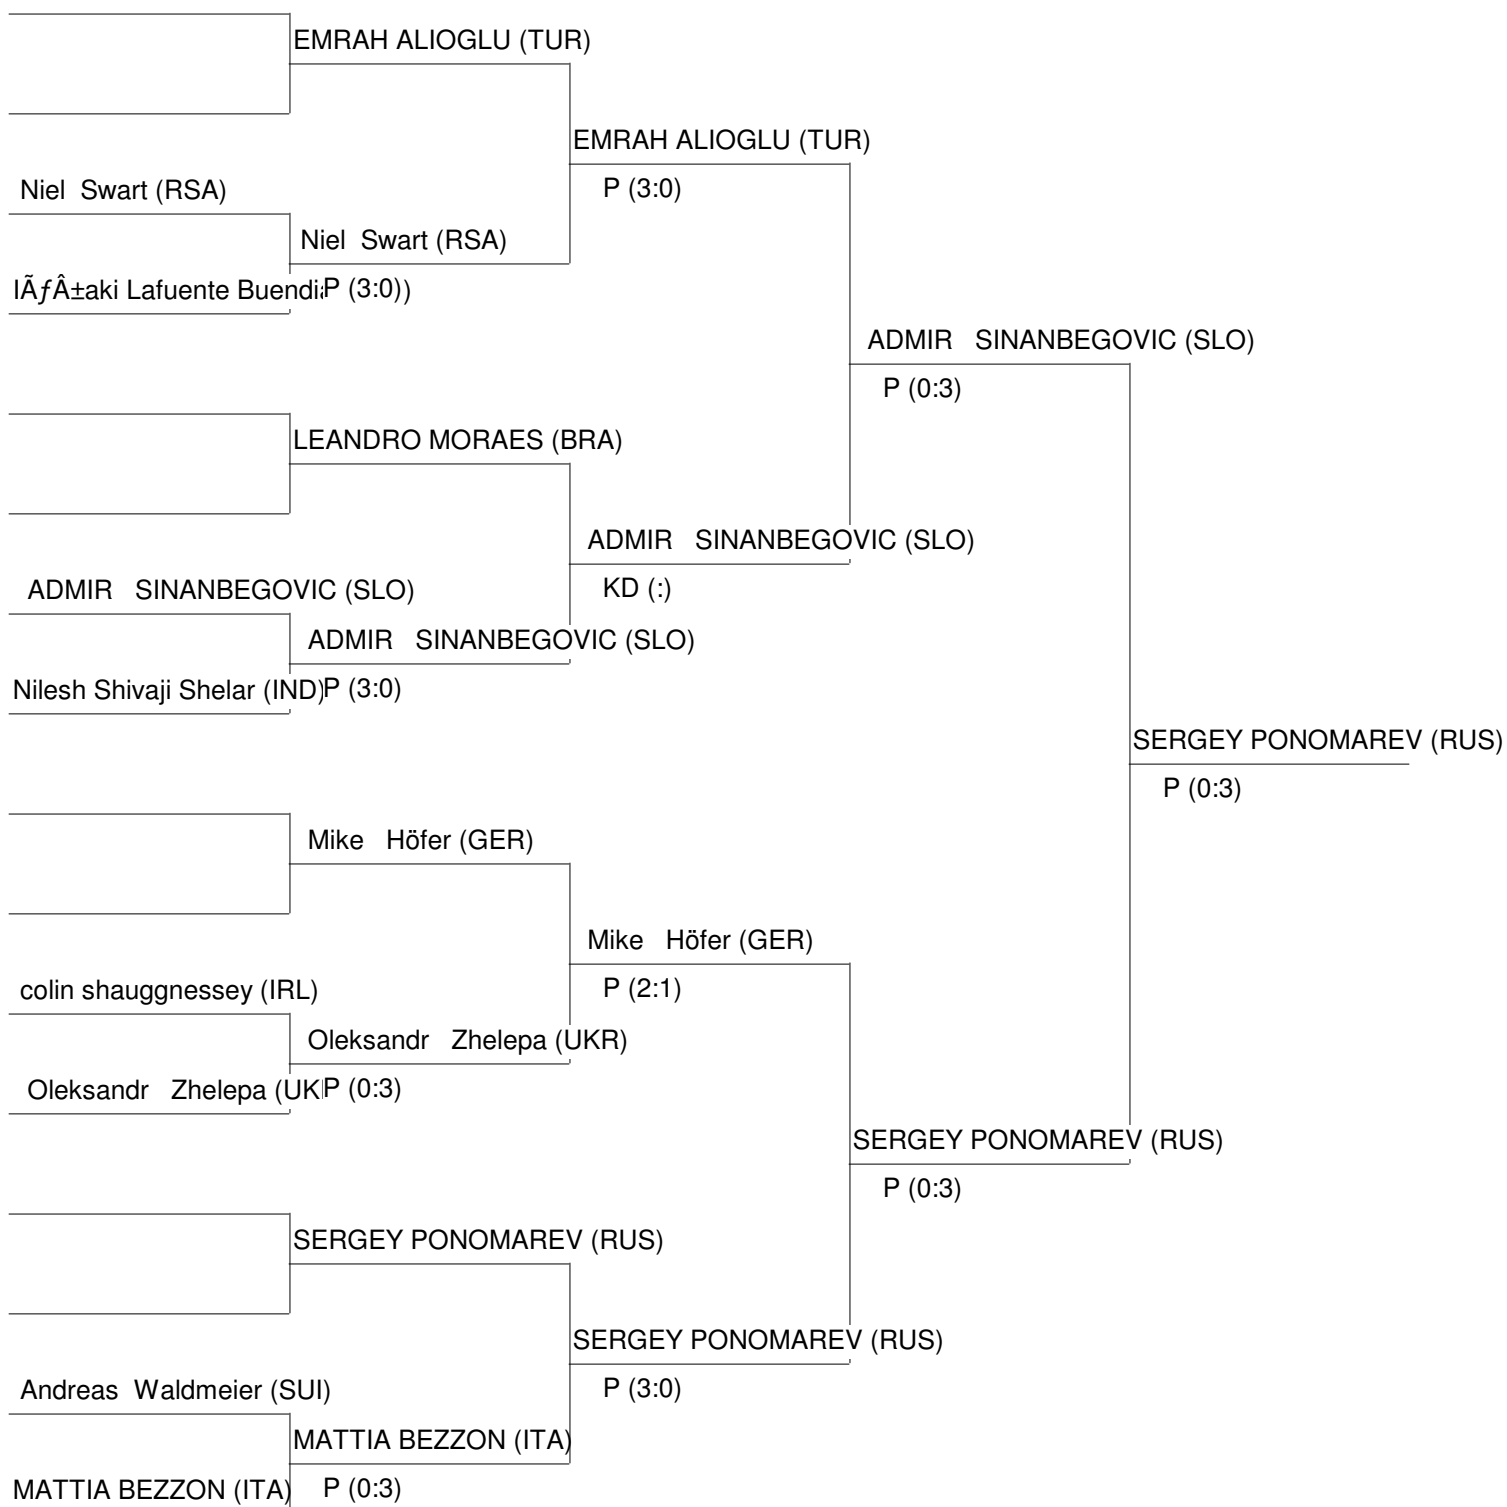 EMRAH ALIOGLU (TUR)
EMRAH ALIOGLU (TUR)
Niel Swart (RSA)
P (3:0)
Niel Swart (RSA)
IÃƒÂ±aki Lafuente Buendia
P (3:0))
ADMIR SINANBEGOVIC (SLO)
P (0:3)
LEANDRO MORAES (BRA)
ADMIR SINANBEGOVIC (SLO)
ADMIR SINANBEGOVIC (SLO)
KD (:)
ADMIR SINANBEGOVIC (SLO)
Nilesh Shivaji Shelar (IND)
P (3:0)
SERGEY PONOMAREV (RUS)
P (0:3)
Mike Höfer (GER)
Mike Höfer (GER)
colin shauggnessey (IRL)
P (2:1)
Oleksandr Zhelepa (UKR)
Oleksandr Zhelepa (UK
P (0:3)
SERGEY PONOMAREV (RUS)
P (0:3)
SERGEY PONOMAREV (RUS)
SERGEY PONOMAREV (RUS)
Andreas Waldmeier (SUI)
P (3:0)
MATTIA BEZZON (ITA)
MATTIA BEZZON (ITA)
P (0:3)